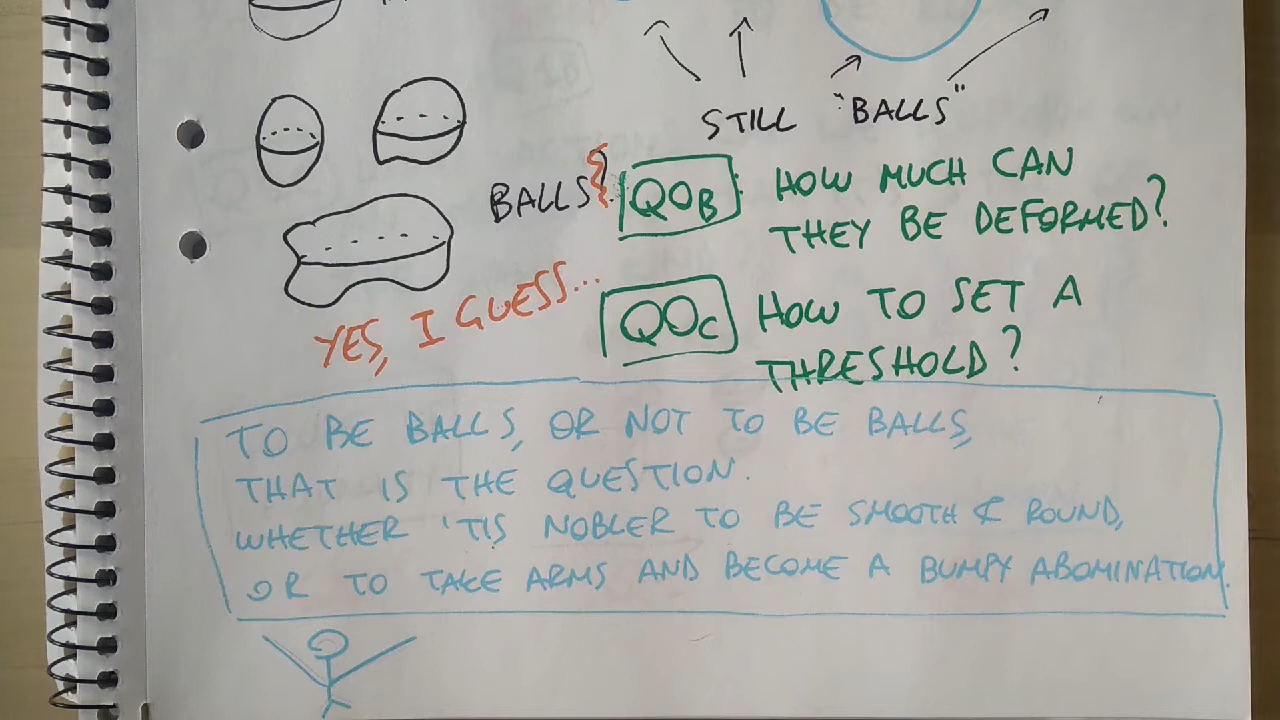 STILL "BALLS"
BALLS?
QOB
HOW MUCH CAN
THEY BE DEFORMED?
YES, I GUESS...
QOC
HOW TO SET A
THRESHOLD?
TO BE BALLS, OR NOT TO BE BALLS,
THAT IS THE QUESTION.
WHETHER 'TIS NOBLER TO BE SMOOTH & ROUND,
OR TO TAKE ARMS AND BECOME A BUMPY ABOMINATION.